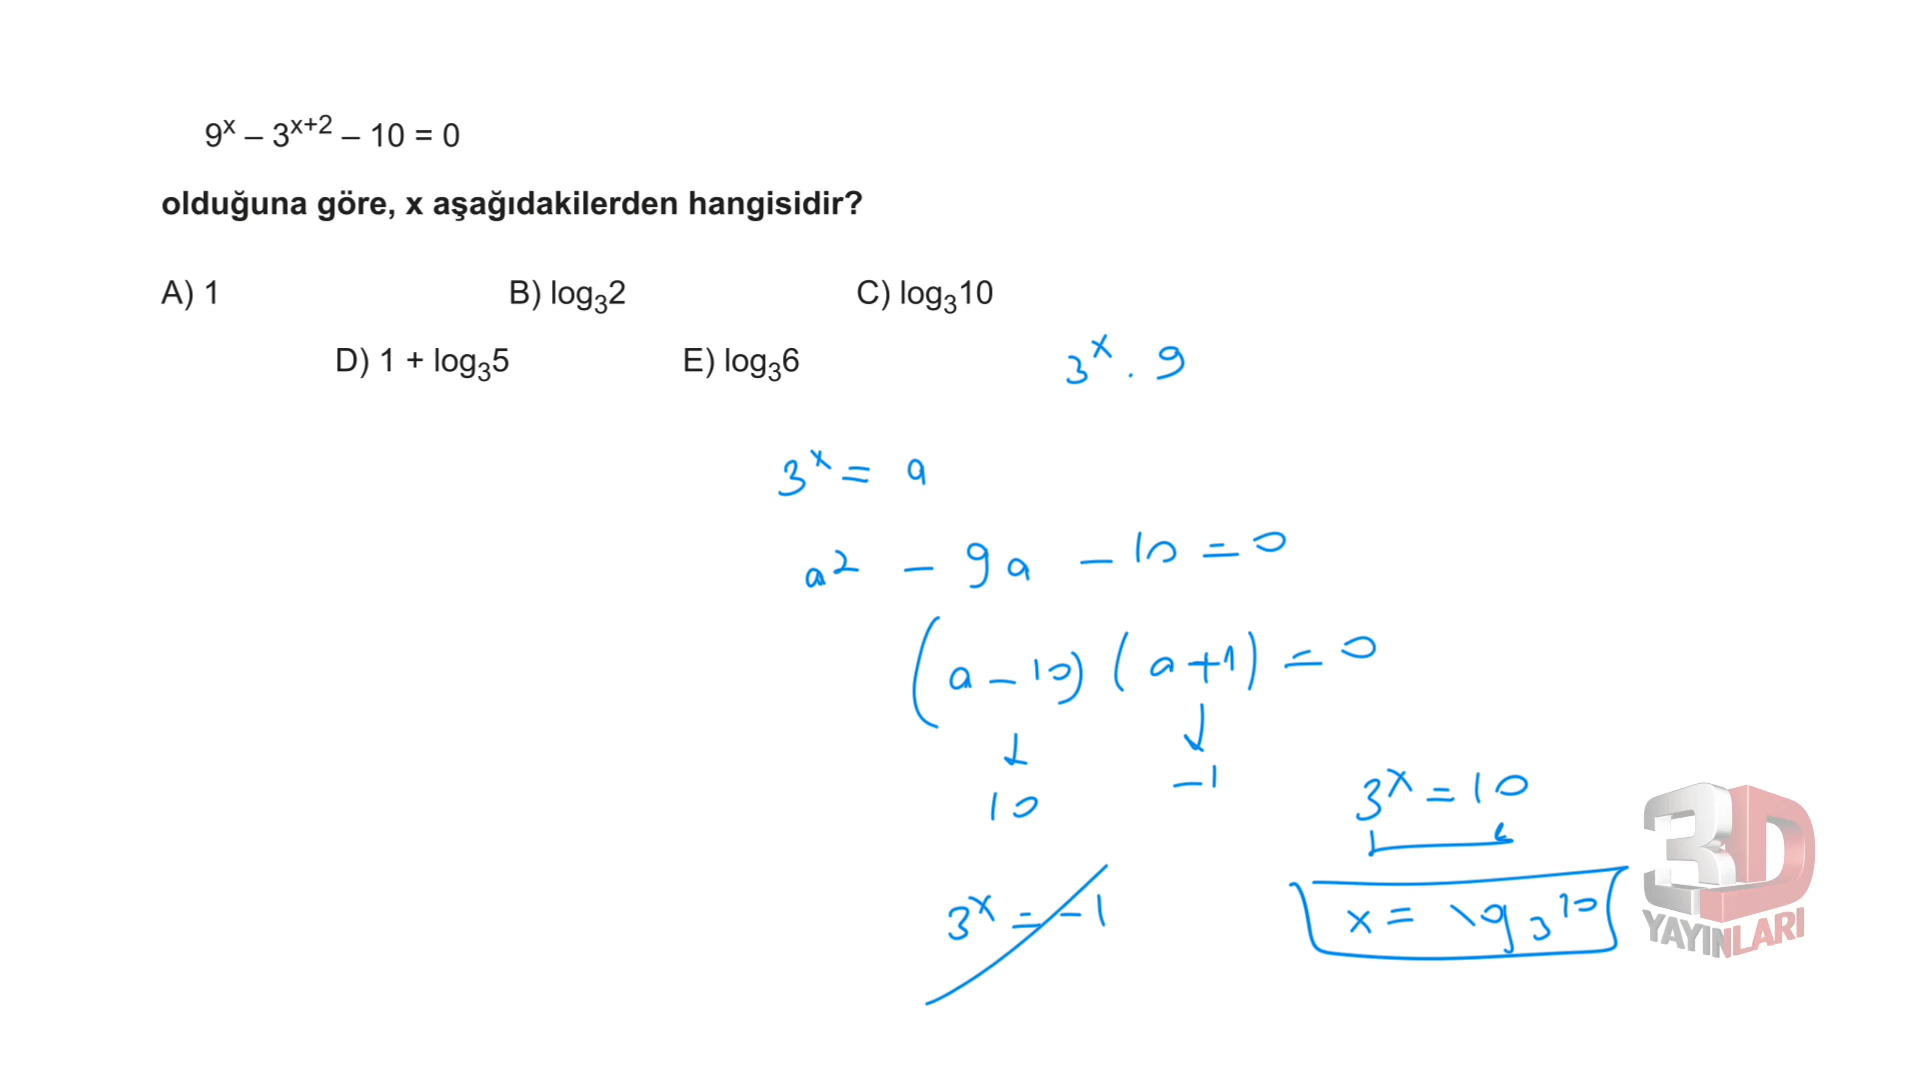 9ˣ – 3ˣ⁺² – 10 = 0
olduğuna göre, x aşağıdakilerden hangisidir?
A) 1 B) log₃2 C) log₃10
D) 1 + log₃5 E) log₃6
3ˣ . 9
3ˣ = a
a² – 9a – 10 = 0
(a – 10) (a + 1) = 0
10 –1
3ˣ = 10
3ˣ = –1
x = log₃10
3D
YAYINLARI